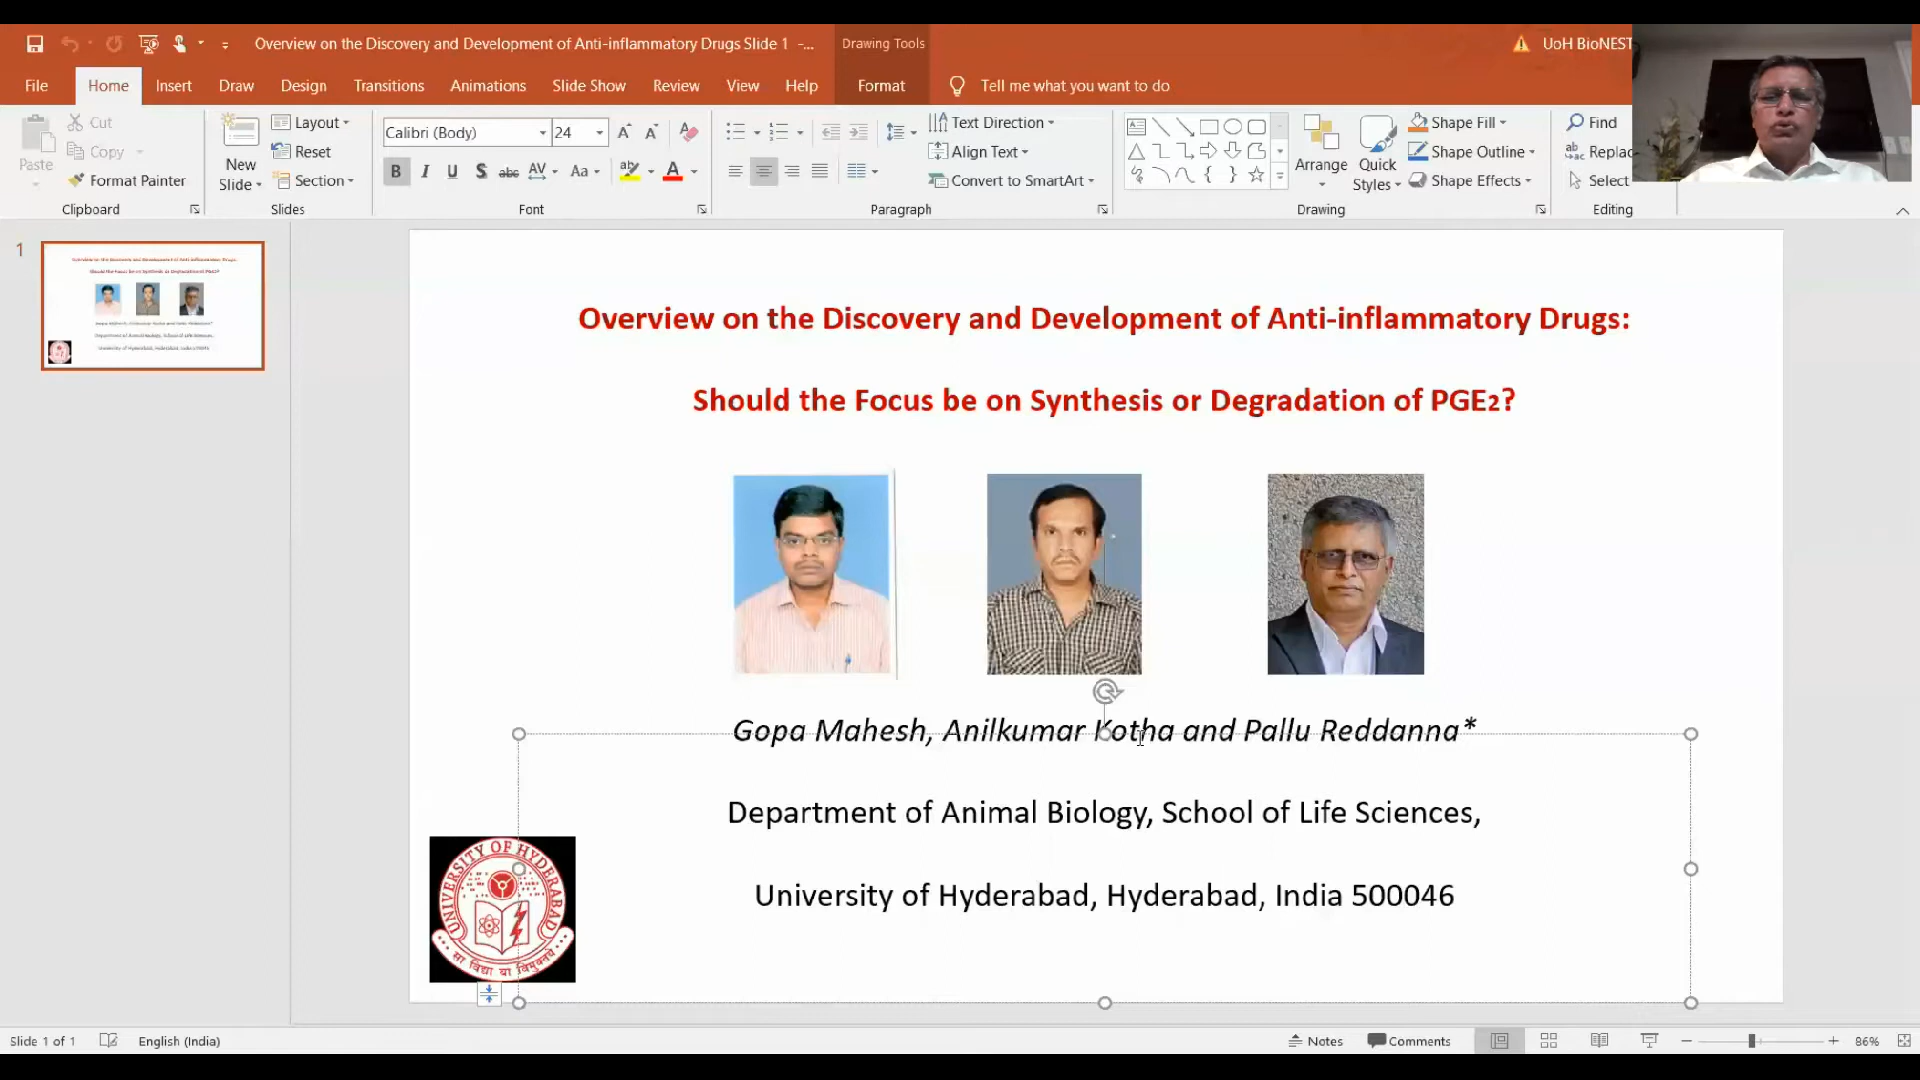 Overview on the Discovery and Development of Anti-inflammatory Drugs Slide 1 -...
Drawing Tools
UoH BioNEST
File
Home
Insert
Draw
Design
Transitions
Animations
Slide Show
Review
View
Help
Format
Tell me what you want to do
Paste
Cut
Copy
Format Painter
Clipboard
New
Slide
Layout
Reset
Section
Slides
Calibri (Body)
24
Font
Text Direction
Align Text
Convert to SmartArt
Paragraph
Arrange
Quick
Styles
Shape Fill
Shape Outline
Shape Effects
Drawing
Find
Replac
Select
Editing
1
Overview on the Discovery and Development of Anti-inflammatory Drugs:
Should the Focus be on Synthesis or Degradation of PGE2?
Gopa Mahesh, Anilkumar Kotha and Pallu Reddanna*
Department of Animal Biology, School of Life Sciences,
University of Hyderabad, Hyderabad, India 500046
UNIVERSITY OF HYDERABAD
सा विद्या या विमुक्तये
Slide 1 of 1
English (India)
Notes
Comments
86%